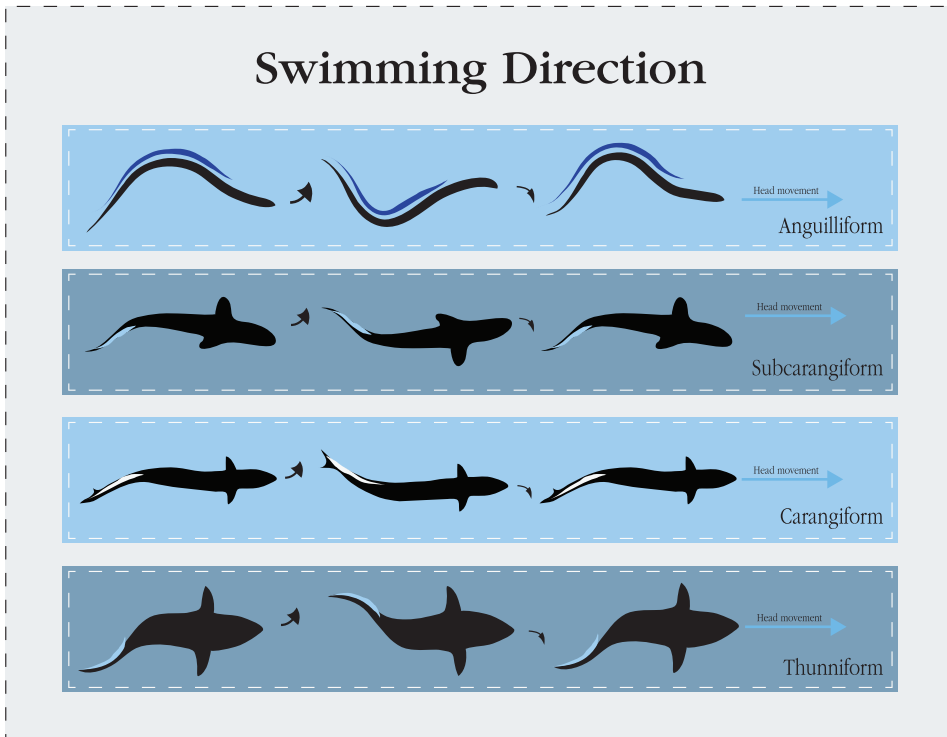 Swimming Direction
Head movement
Anguilliform
Head movement
Subcarangiform
Head movement
Carangiform
Head movement
Thunniform